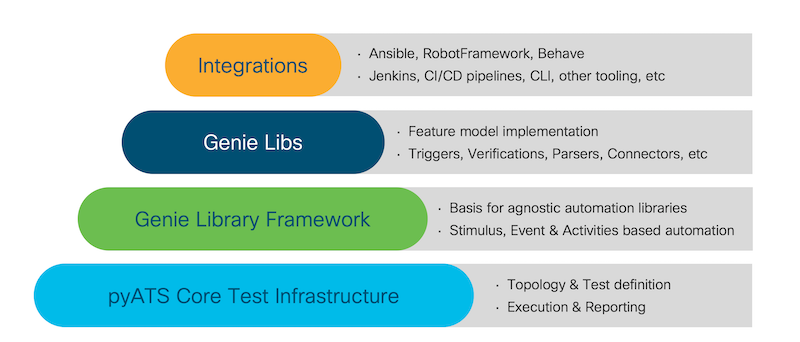 Integrations
· Ansible, RobotFramework, Behave
· Jenkins, CI/CD pipelines, CLI, other tooling, etc
Genie Libs
· Feature model implementation
· Triggers, Verifications, Parsers, Connectors, etc
Genie Library Framework
· Basis for agnostic automation libraries
· Stimulus, Event & Activities based automation
pyATS Core Test Infrastructure
· Topology & Test definition
· Execution & Reporting